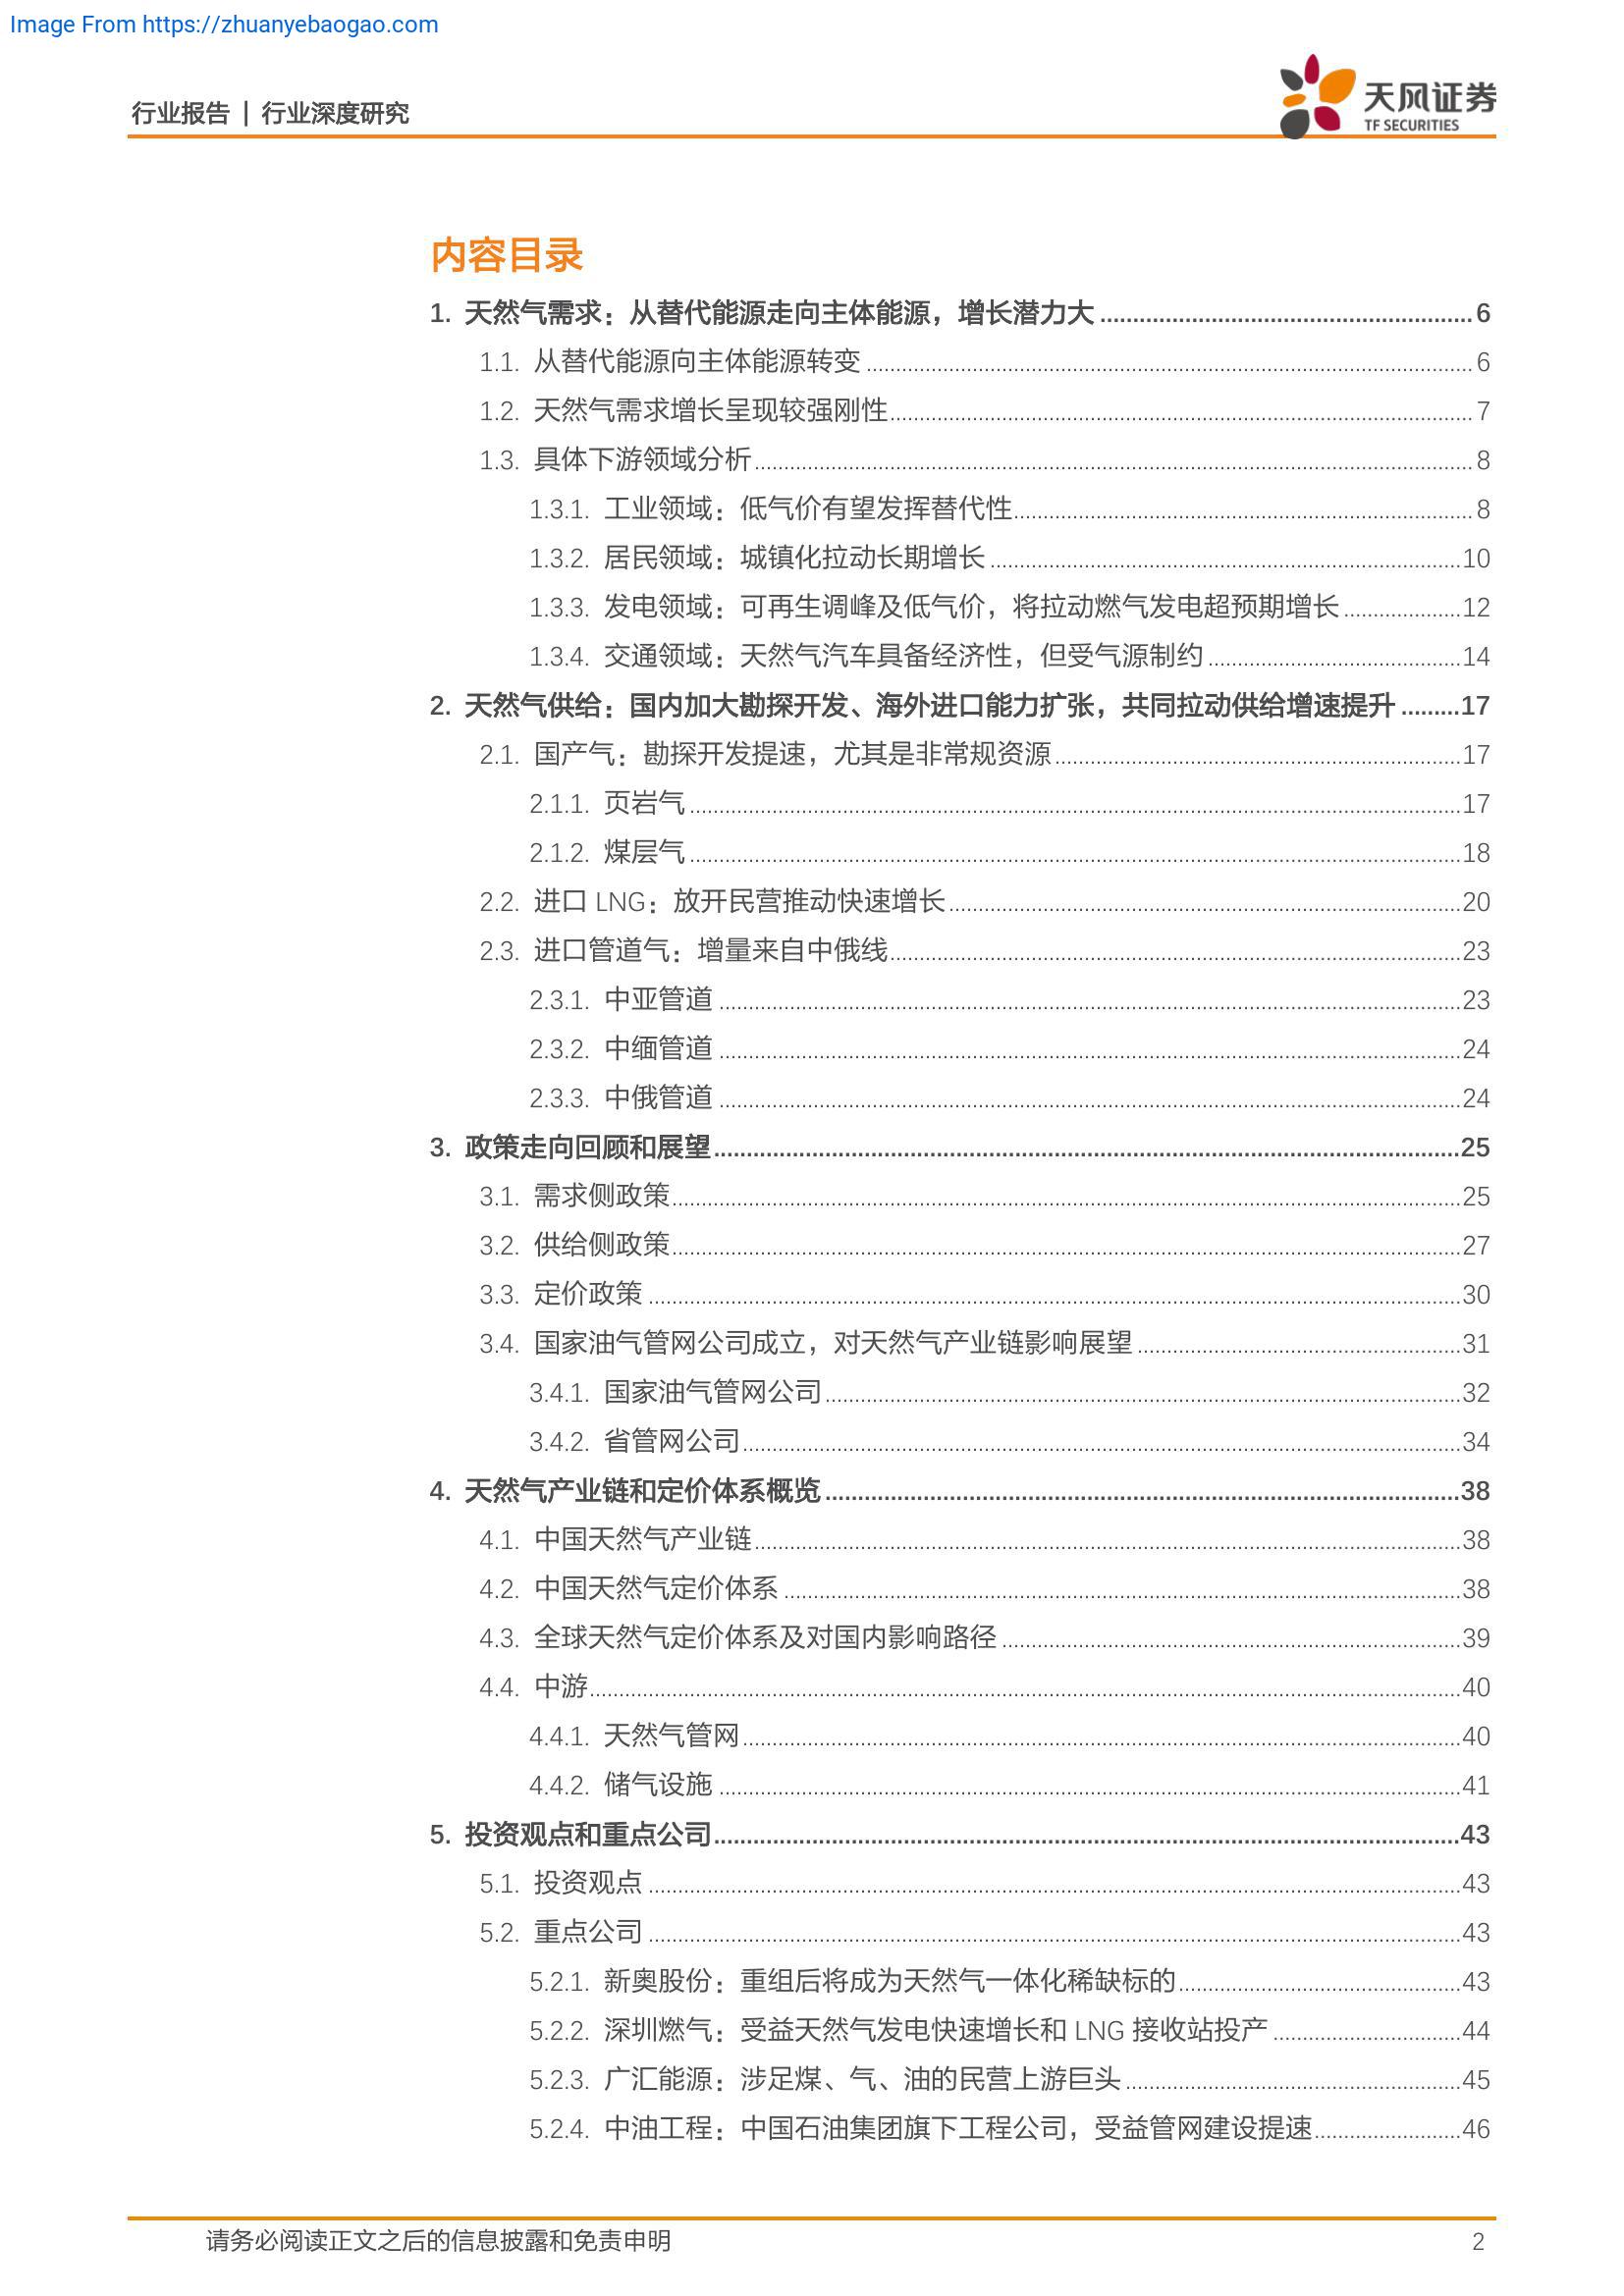 Image From https://zhuanyebaogao.com
行业报告 | 行业深度研究
天风证券
TF SECURITIES
内容目录
1. 天然气需求：从替代能源走向主体能源，增长潜力大 ........ 6
1.1. 从替代能源向主体能源转变 ........ 6
1.2. 天然气需求增长呈现较强刚性 ........ 7
1.3. 具体下游领域分析 ........ 8
1.3.1. 工业领域：低气价有望发挥替代性 ........ 8
1.3.2. 居民领域：城镇化拉动长期增长 ........ 10
1.3.3. 发电领域：可再生调峰及低气价，将拉动燃气发电超预期增长 ........ 12
1.3.4. 交通领域：天然气汽车具备经济性，但受气源制约 ........ 14
2. 天然气供给：国内加大勘探开发、海外进口能力扩张，共同拉动供给增速提升 ........ 17
2.1. 国产气：勘探开发提速，尤其是非常规资源 ........ 17
2.1.1. 页岩气 ........ 17
2.1.2. 煤层气 ........ 18
2.2. 进口 LNG：放开民营推动快速增长 ........ 20
2.3. 进口管道气：增量来自中俄线 ........ 23
2.3.1. 中亚管道 ........ 23
2.3.2. 中缅管道 ........ 24
2.3.3. 中俄管道 ........ 24
3. 政策走向回顾和展望 ........ 25
3.1. 需求侧政策 ........ 25
3.2. 供给侧政策 ........ 27
3.3. 定价政策 ........ 30
3.4. 国家油气管网公司成立，对天然气产业链影响展望 ........ 31
3.4.1. 国家油气管网公司 ........ 32
3.4.2. 省管网公司 ........ 34
4. 天然气产业链和定价体系概览 ........ 38
4.1. 中国天然气产业链 ........ 38
4.2. 中国天然气定价体系 ........ 38
4.3. 全球天然气定价体系及对国内影响路径 ........ 39
4.4. 中游 ........ 40
4.4.1. 天然气管网 ........ 40
4.4.2. 储气设施 ........ 41
5. 投资观点和重点公司 ........ 43
5.1. 投资观点 ........ 43
5.2. 重点公司 ........ 43
5.2.1. 新奥股份：重组后将成为天然气一体化稀缺标的 ........ 43
5.2.2. 深圳燃气：受益天然气发电快速增长和 LNG 接收站投产 ........ 44
5.2.3. 广汇能源：涉足煤、气、油的民营上游巨头 ........ 45
5.2.4. 中油工程：中国石油集团旗下工程公司，受益管网建设提速 ........ 46
请务必阅读正文之后的信息披露和免责申明 2